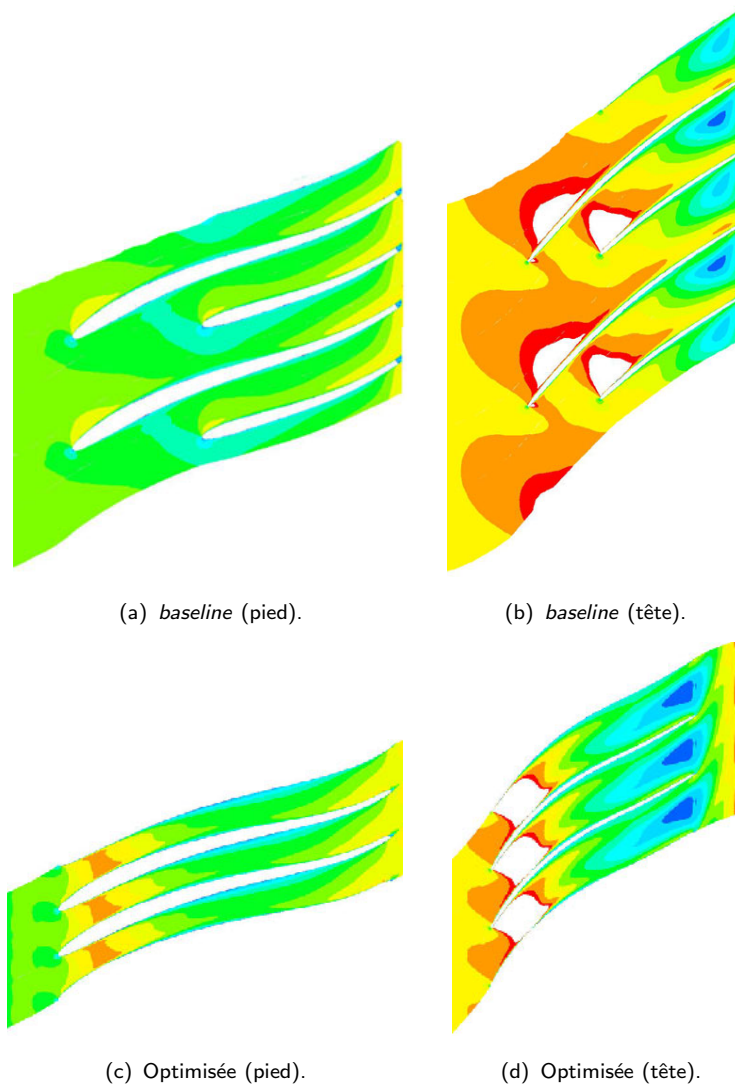 (a) baseline (pied).
(b) baseline (tête).
(c) Optimisée (pied).
(d) Optimisée (tête).